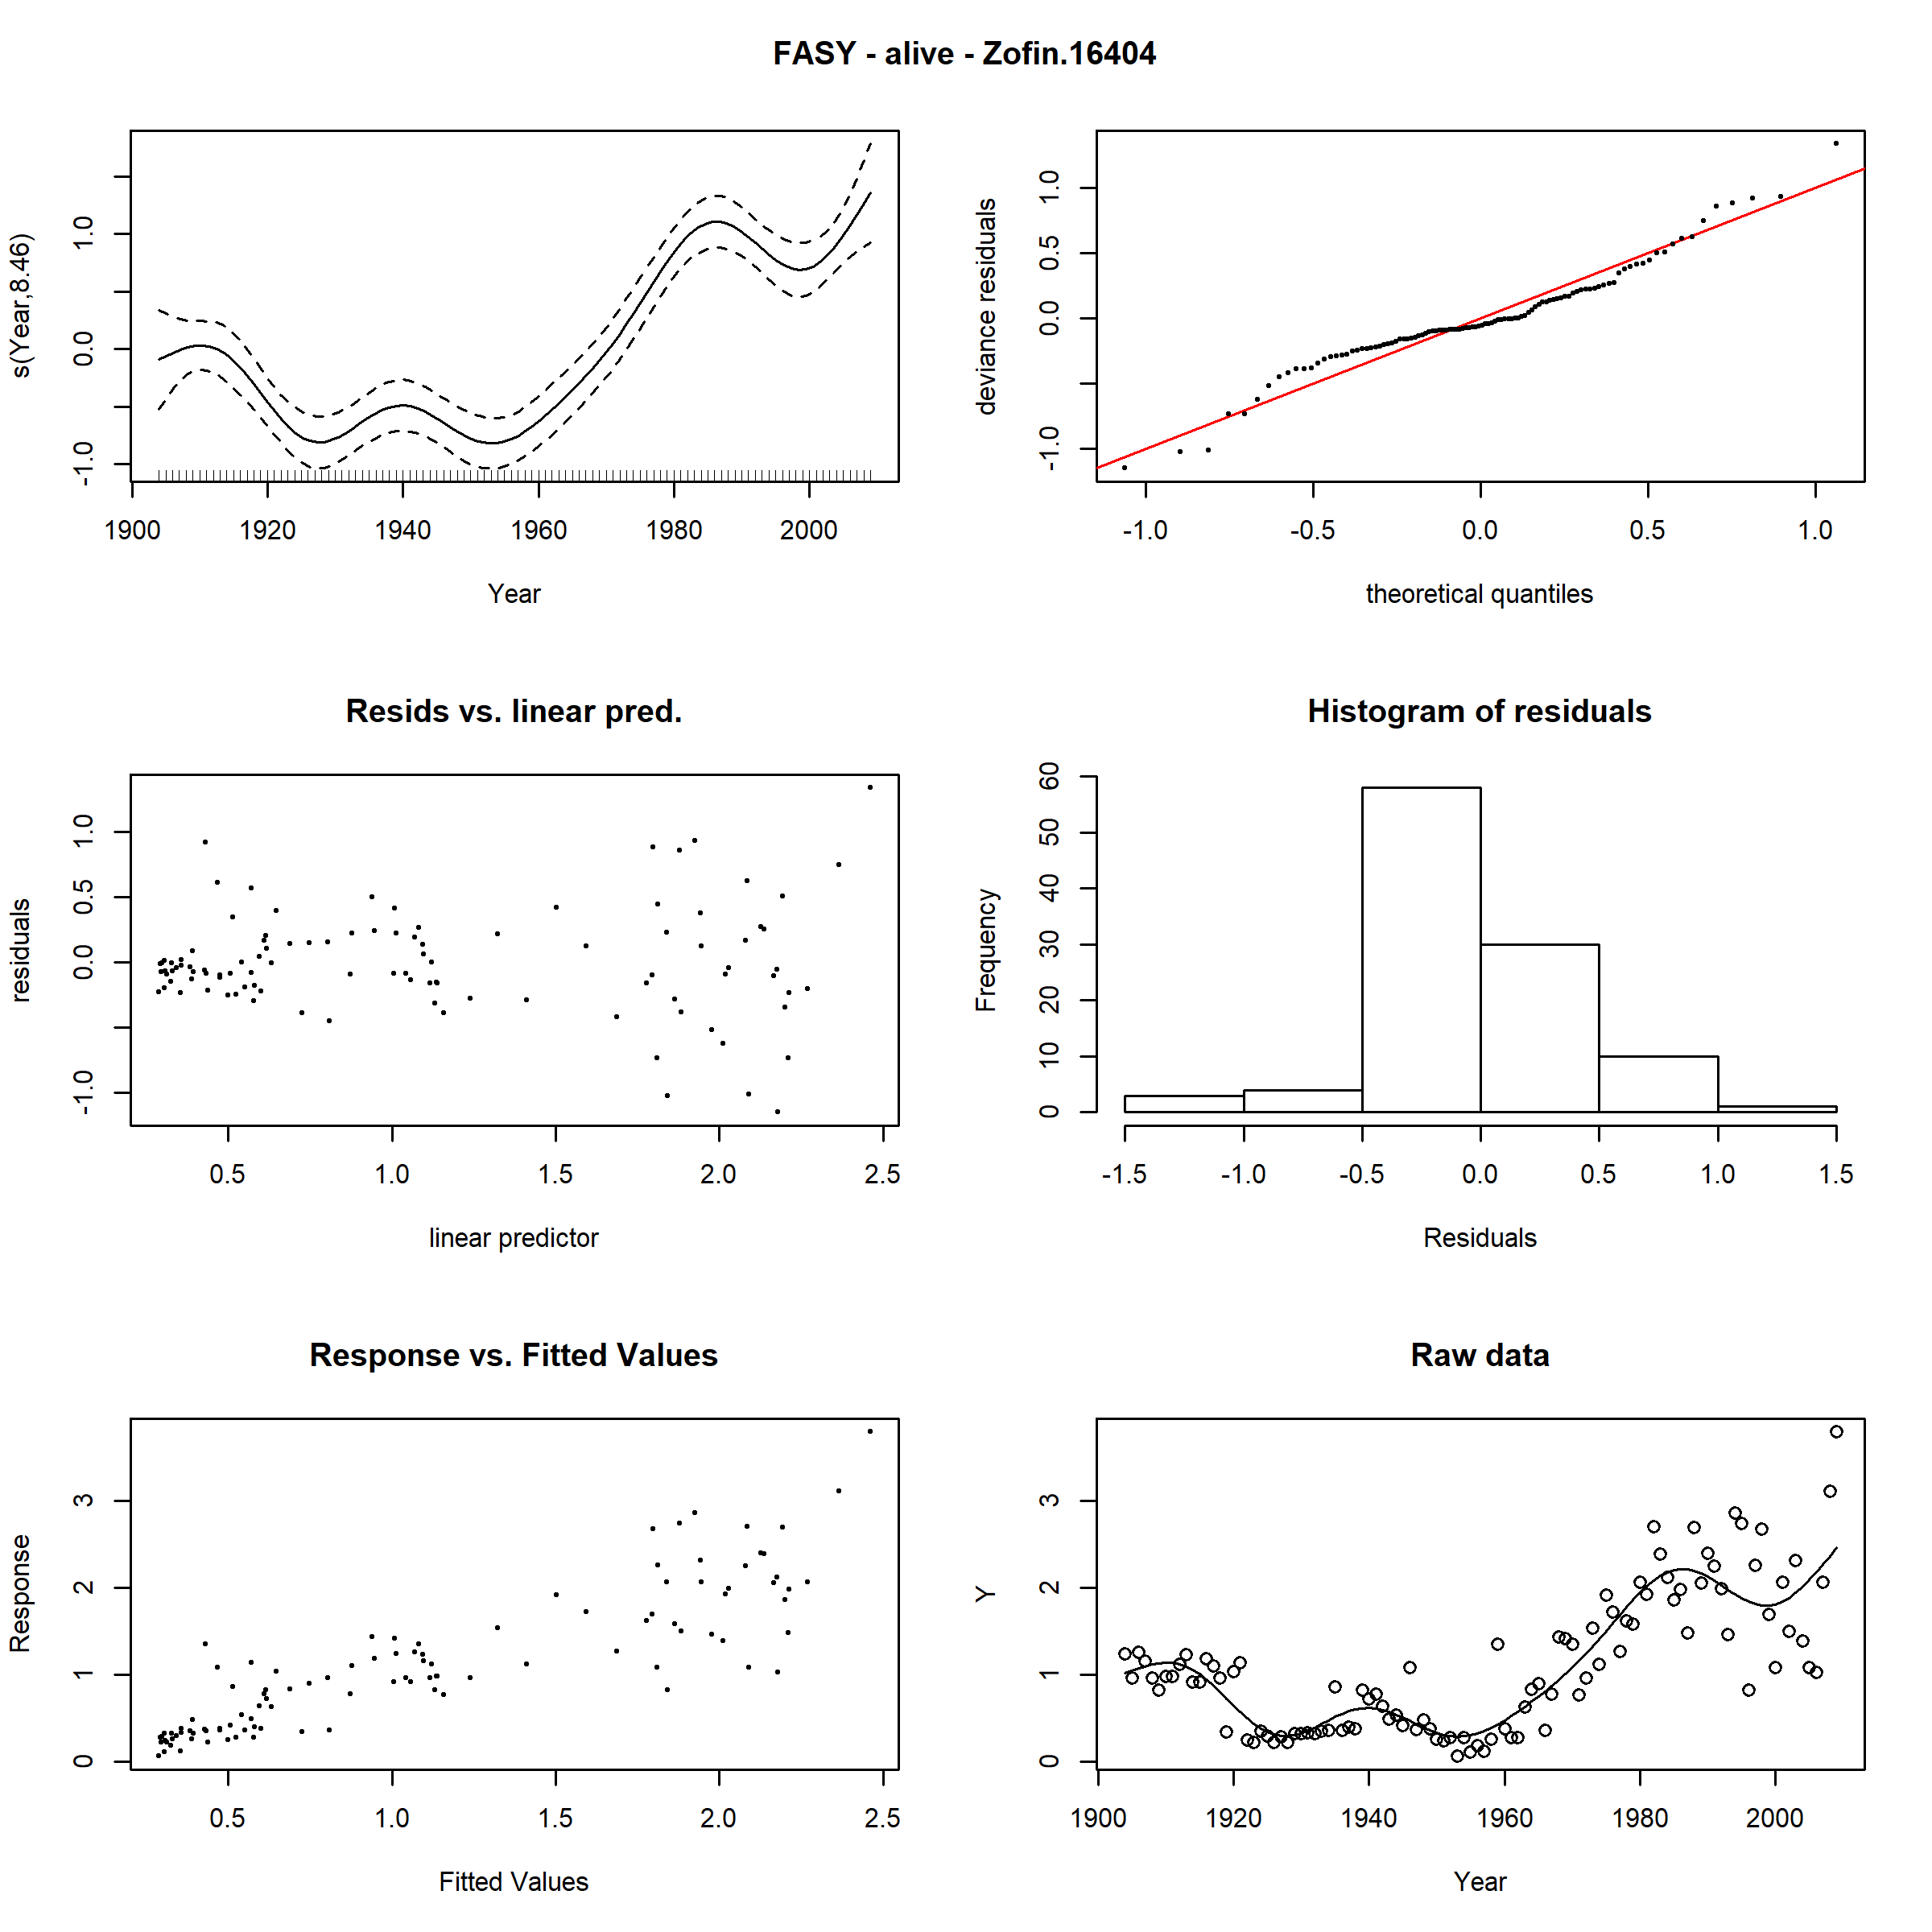 FASY - alive - Zofin.16404
s(Year,8.46)
-1.0 0.0 1.0
1900 1920 1940 1960 1980 2000
Year
deviance residuals
-1.0 0.0 0.5 1.0
-1.0 -0.5 0.0 0.5 1.0
theoretical quantiles
Resids vs. linear pred.
residuals
-1.0 0.0 0.5 1.0
0.5 1.0 1.5 2.0 2.5
linear predictor
Histogram of residuals
Frequency
0 10 20 30 40 50 60
-1.5 -1.0 -0.5 0.0 0.5 1.0 1.5
Residuals
Response vs. Fitted Values
Response
0 1 2 3
0.5 1.0 1.5 2.0 2.5
Fitted Values
Raw data
Y
0 1 2 3
1900 1920 1940 1960 1980 2000
Year